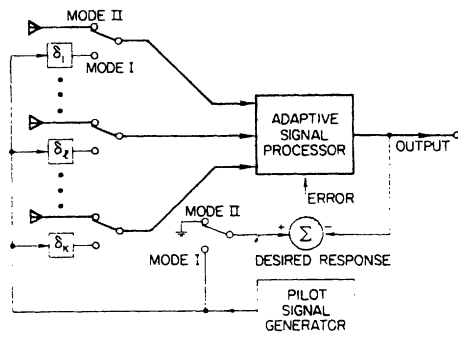 MODE II
δ₁
MODE I
δℓ
ADAPTIVE
SIGNAL
PROCESSOR
OUTPUT
ERROR
δK
MODE II
+
Σ
−
MODE I
DESIRED RESPONSE
PILOT
SIGNAL
GENERATOR